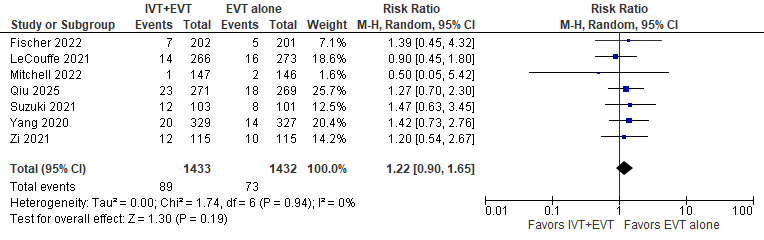 IVT+EVT EVT alone Risk Ratio Risk Ratio
Study or Subgroup Events Total Events Total Weight M-H, Random, 95% CI M-H, Random, 95% CI
Fischer 2022 7 202 5 201 7.1% 1.39 [0.45, 4.32]
LeCouffe 2021 14 266 16 273 18.6% 0.90 [0.45, 1.80]
Mitchell 2022 1 147 2 146 1.6% 0.50 [0.05, 5.42]
Qiu 2025 23 271 18 269 25.7% 1.27 [0.70, 2.30]
Suzuki 2021 12 103 8 101 12.4% 1.47 [0.63, 3.45]
Yang 2020 20 329 14 327 20.4% 1.42 [0.73, 2.76]
Zi 2021 12 115 10 115 14.2% 1.20 [0.54, 2.67]
Total (95% CI) 1433 1432 100.0% 1.22 [0.90, 1.65]
Total events 89 73
Heterogeneity: Tau² = 0.00; Chi² = 1.74, df = 6 (P = 0.94); I² = 0%
Test for overall effect: Z = 1.30 (P = 0.19)
0.01 0.1 1 10 100
Favors IVT+EVT Favors EVT alone